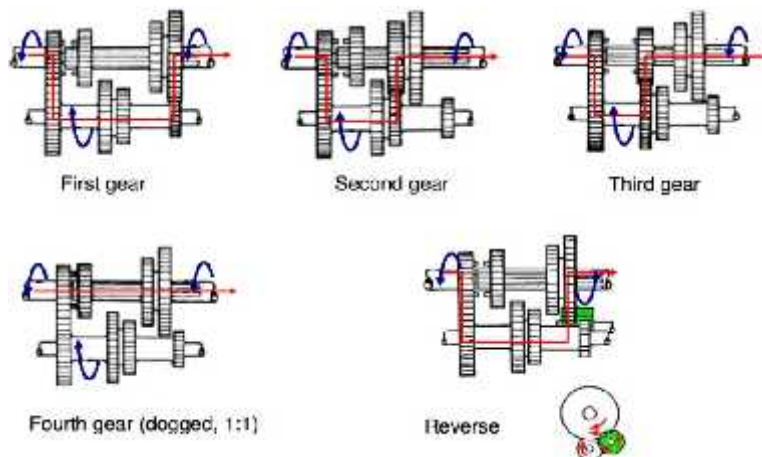 First gear
Second gear
Third gear
Fourth gear (dogged, 1:1)
Reverse